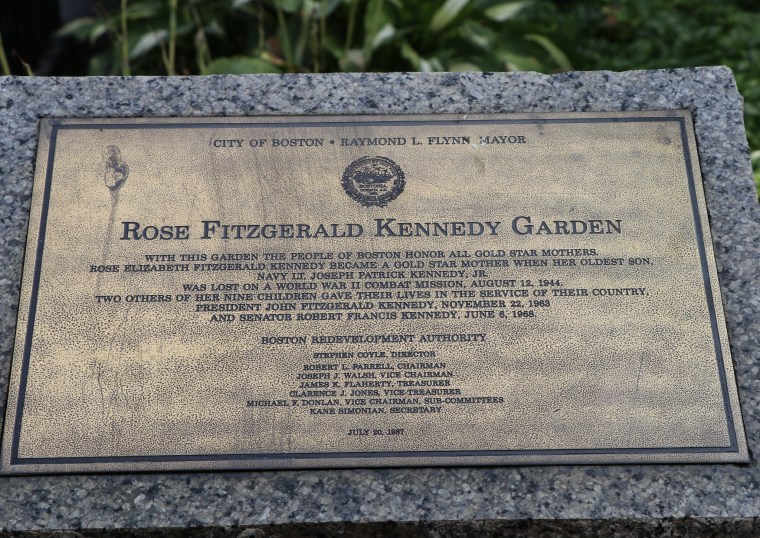 CITY OF BOSTON • RAYMOND L. FLYNN, MAYOR
BOSTONIA
ROSE FITZGERALD KENNEDY GARDEN
WITH THIS GARDEN THE PEOPLE OF BOSTON HONOR ALL GOLD STAR MOTHERS.
ROSE ELIZABETH FITZGERALD KENNEDY BECAME A GOLD STAR MOTHER WHEN HER OLDEST SON,
NAVY LT. JOSEPH PATRICK KENNEDY, JR.
WAS LOST ON A WORLD WAR II COMBAT MISSION, AUGUST 12, 1944.
TWO OTHERS OF HER NINE CHILDREN GAVE THEIR LIVES IN THE SERVICE OF THEIR COUNTRY,
PRESIDENT JOHN FITZGERALD KENNEDY, NOVEMBER 22, 1963
AND SENATOR ROBERT FRANCIS KENNEDY, JUNE 6, 1968.
BOSTON REDEVELOPMENT AUTHORITY
STEPHEN COYLE, DIRECTOR
ROBERT L. FARRELL, CHAIRMAN
JOSEPH J. WALSH, VICE CHAIRMAN
JAMES K. FLAHERTY, TREASURER
CLARENCE J. JONES, VICE-TREASURER
MICHAEL F. DONLAN, VICE CHAIRMAN, SUB-COMMITTEES
KANE SIMONIAN, SECRETARY
JULY 20, 1987